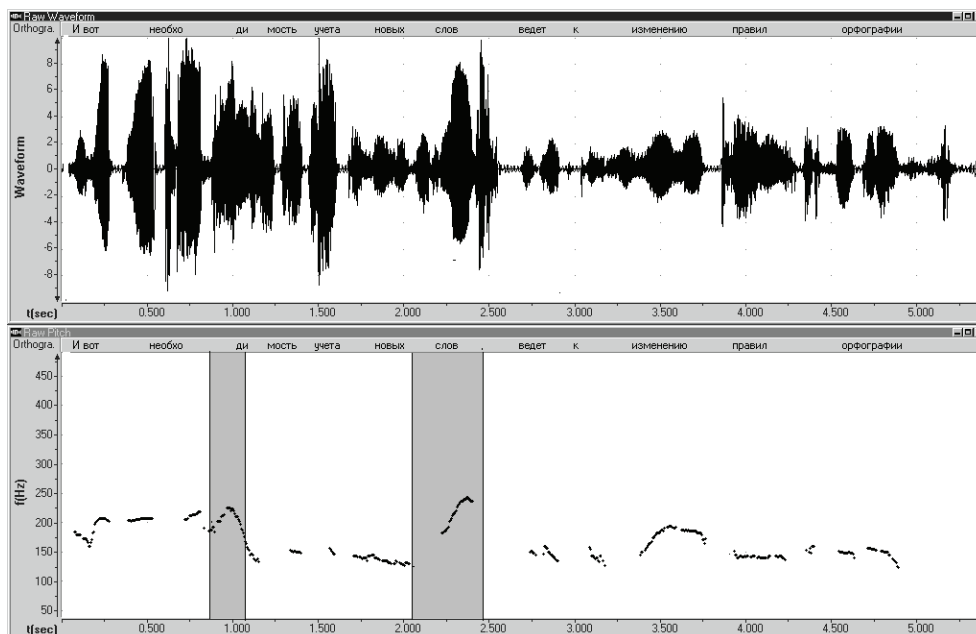 Raw Waveform
Orthogra. И вот необхо ди мость учета новых слов ведет к изменению правил орфографии
Waveform
8
6
4
2
0
-2
-4
-6
-8
t(sec) 0.500 1.000 1.500 2.000 2.500 3.000 3.500 4.000 4.500 5.000
Raw Pitch
Orthogra. И вот необхо ди мость учета новых слов . ведет к изменению правил орфографии
f(Hz)
450
400
350
300
250
200
150
100
50
t(sec) 0.500 1.000 1.500 2.000 2.500 3.000 3.500 4.000 4.500 5.000